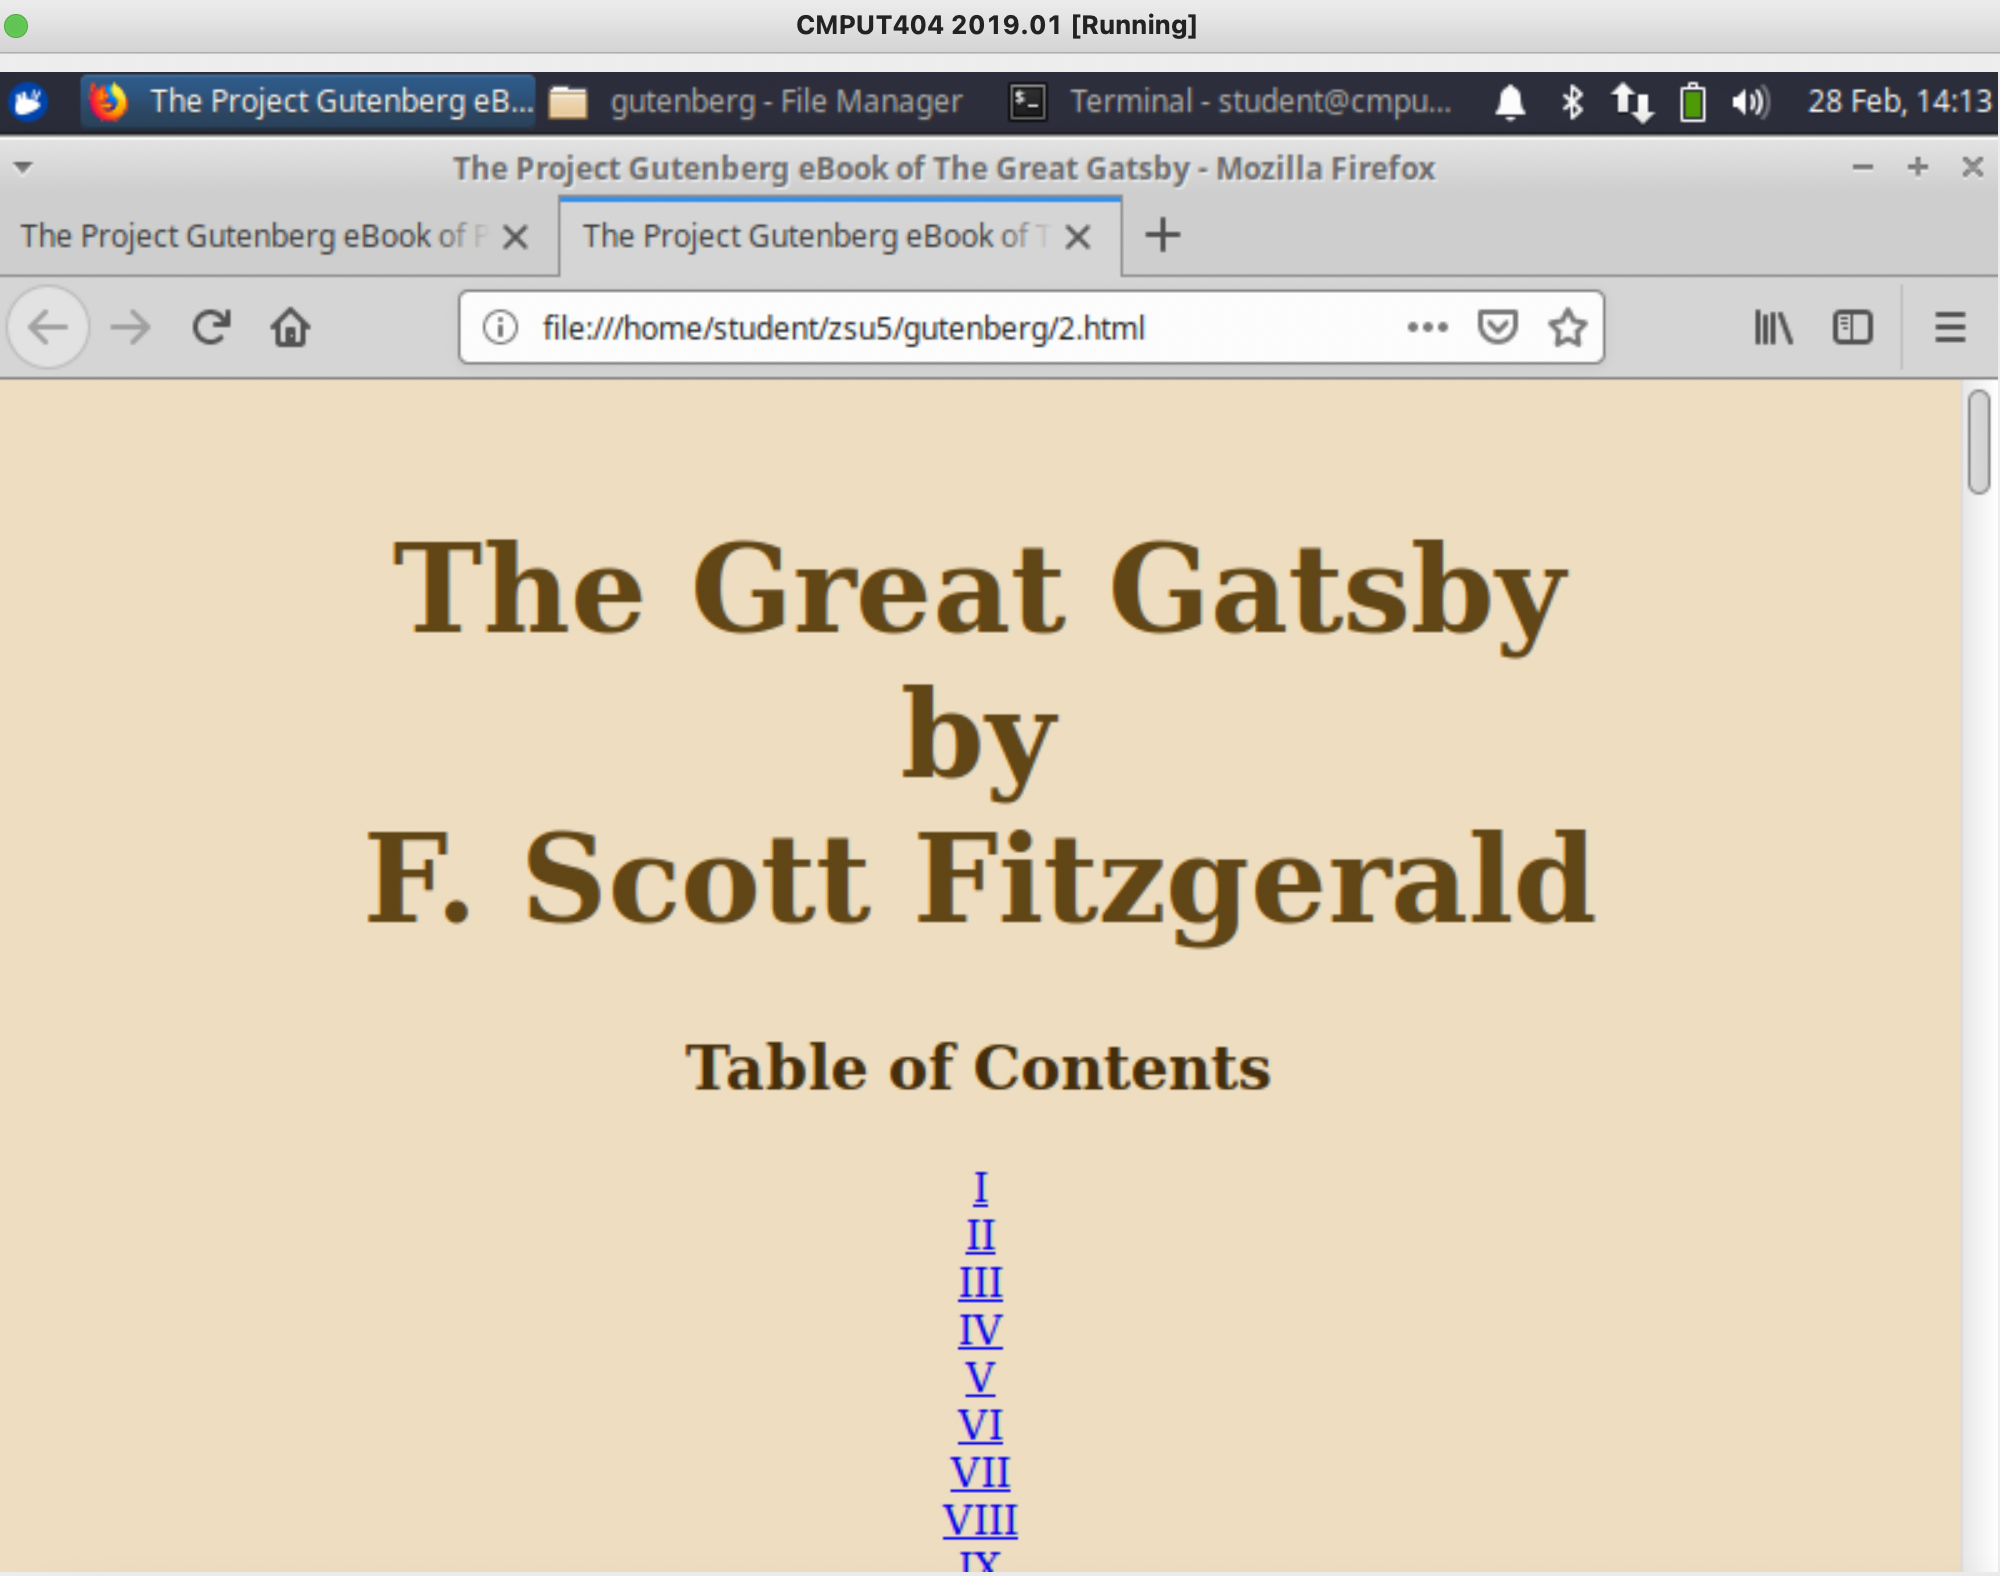 CMPUT404 2019.01 [Running]
The Project Gutenberg eB... gutenberg - File Manager Terminal - student@cmpu... 28 Feb, 14:13
The Project Gutenberg eBook of The Great Gatsby - Mozilla Firefox
The Project Gutenberg eBook of P The Project Gutenberg eBook of T
file:///home/student/zsu5/gutenberg/2.html
The Great Gatsby
by
F. Scott Fitzgerald
Table of Contents
I
II
III
IV
V
VI
VII
VIII
IX